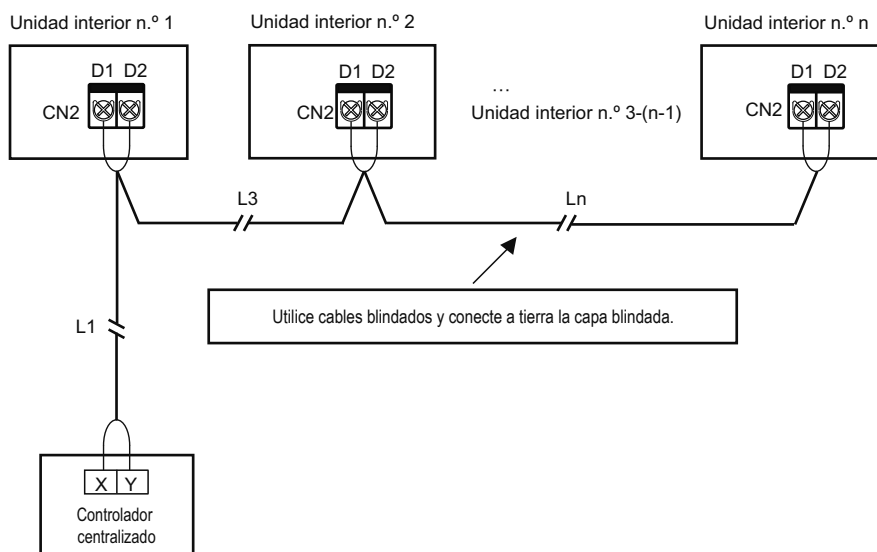 Unidad interior n.º 1
Unidad interior n.º 2
Unidad interior n.º n
D1 D2
D1 D2
D1 D2
CN2
CN2
CN2
...
Unidad interior n.º 3-(n-1)
L3
Ln
Utilice cables blindados y conecte a tierra la capa blindada.
L1
X Y
Controlador
centralizado